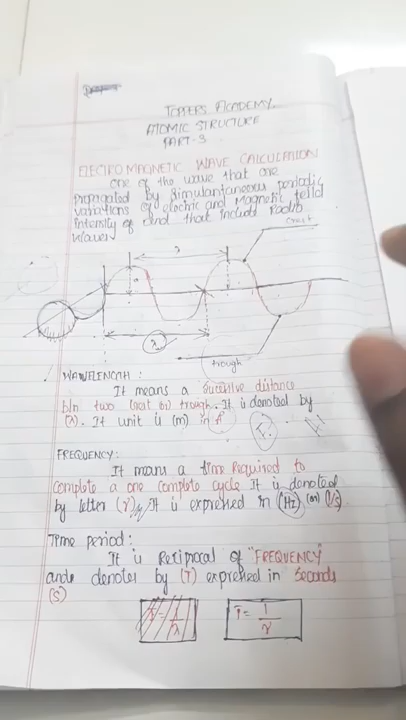 TOPPERS ACADEMY
ATOMIC STRUCTURE
PART-3
ELECTROMAGNETIC WAVE CALCULATION
one of the wave that are
propagated by simulantaneous periodic
variations of electric and Magnetic feild
intensity of and that include Radio
waves
crest
λ
trough
WAVELENGTH:
It means a succesive distance
b/n two crest (or) trough. It is denoted by
(λ). It unit is (m) in
FREQUENCY:
It means a time required to
complete a one complete cycle It is denoted
by letter (γ), It is expressed in (Hz) (or) (1/s)
Time period:
It is Reciprocal of "FREQUENCY"
and denotes by (T) expressed in seconds
(s)
T = 1/γ